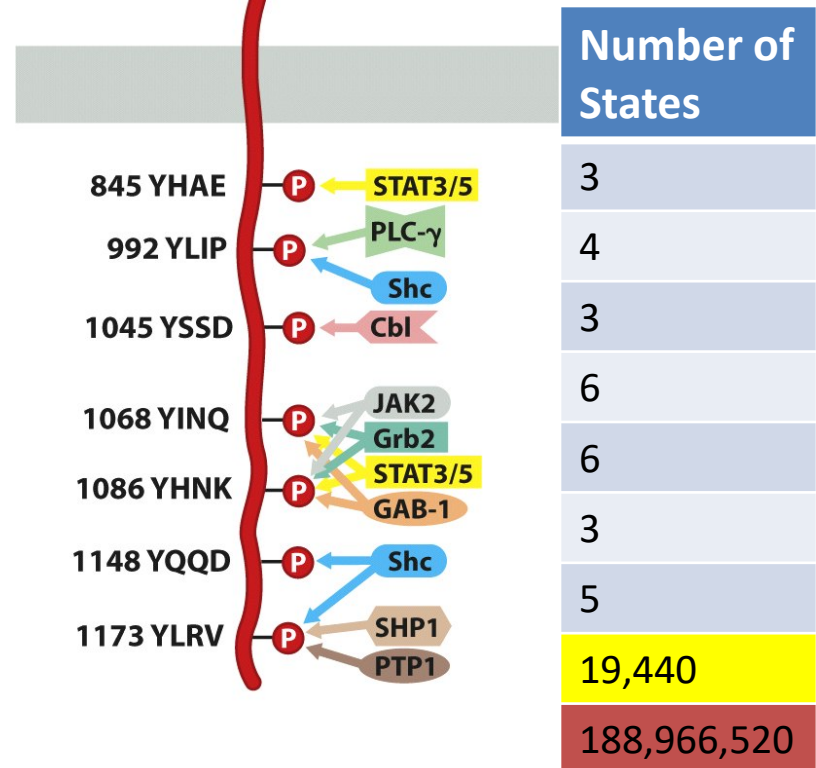 Number of
States
845 YHAE
P
STAT3/5
3
992 YLIP
P
PLC-γ
Shc
4
1045 YSSD
P
Cbl
3
1068 YINQ
P
JAK2
Grb2
6
1086 YHNK
P
STAT3/5
GAB-1
6
1148 YQQD
P
Shc
3
1173 YLRV
P
SHP1
PTP1
5
19,440
188,966,520